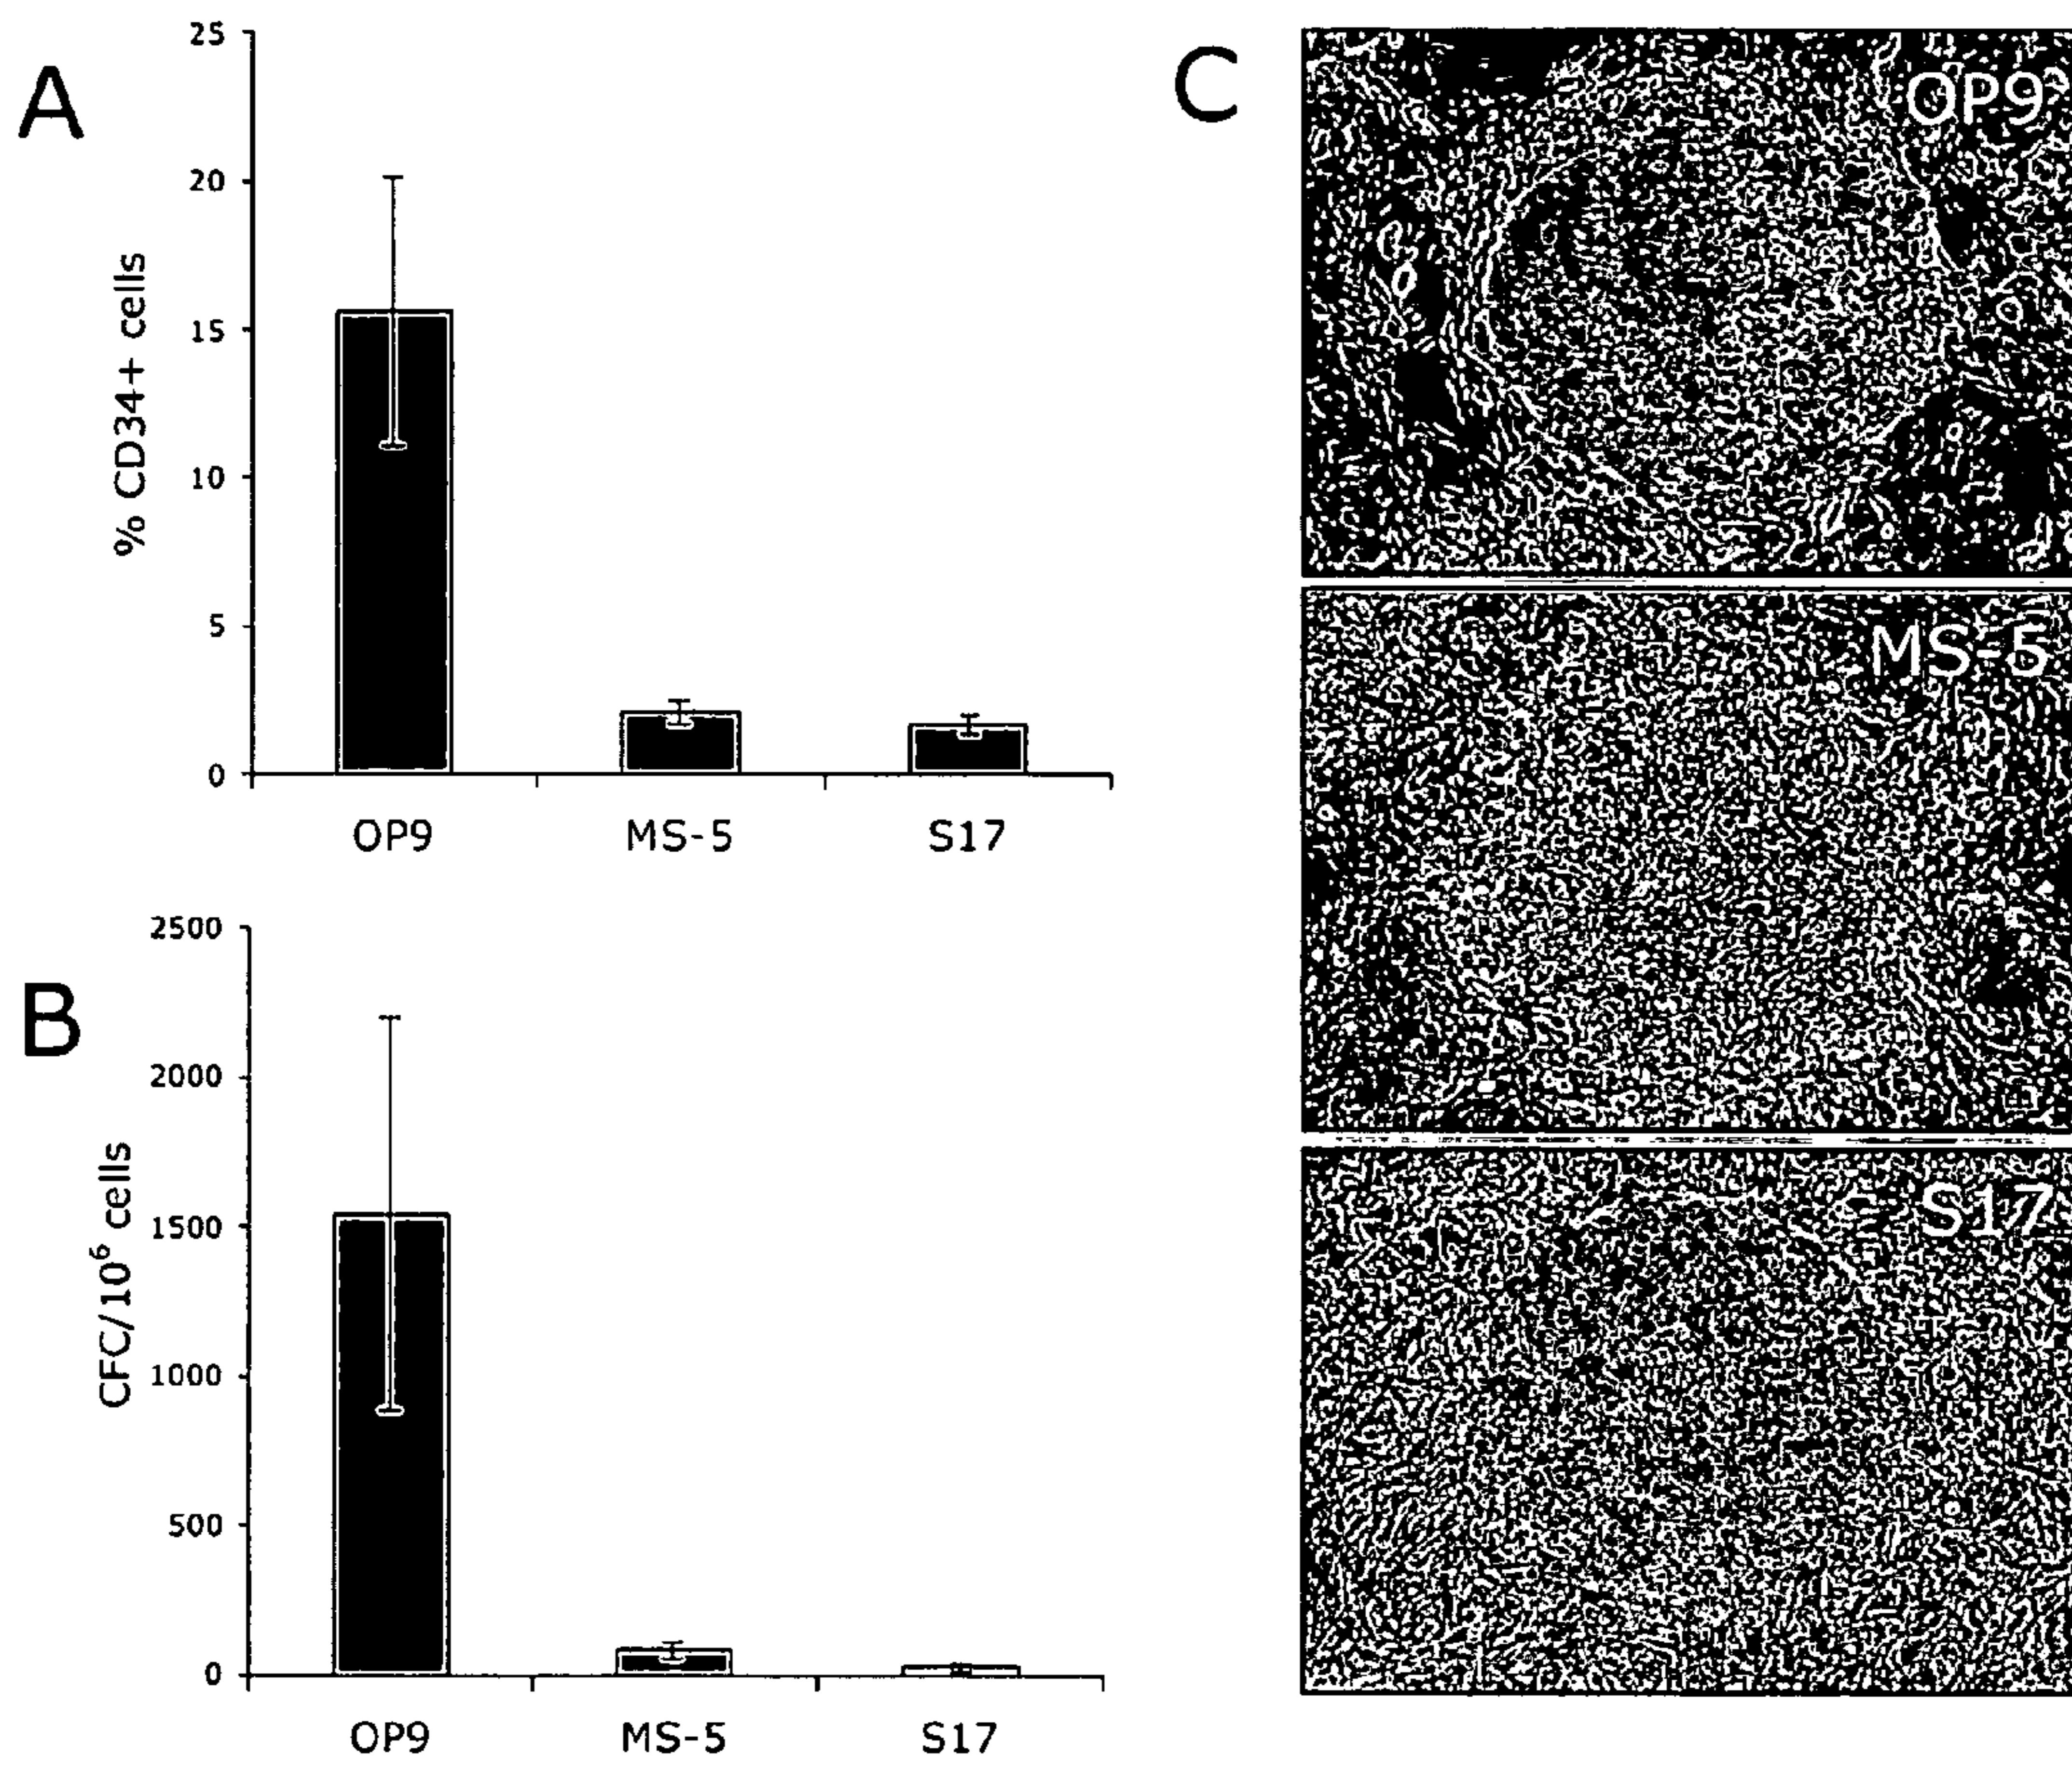 A
25
20
15
10
5
0
% CD34+ cells
OP9 MS-5 S17
B
2500
2000
1500
1000
500
0
CFC/10⁶ cells
OP9 MS-5 S17
C
OP9
MS-5
S17